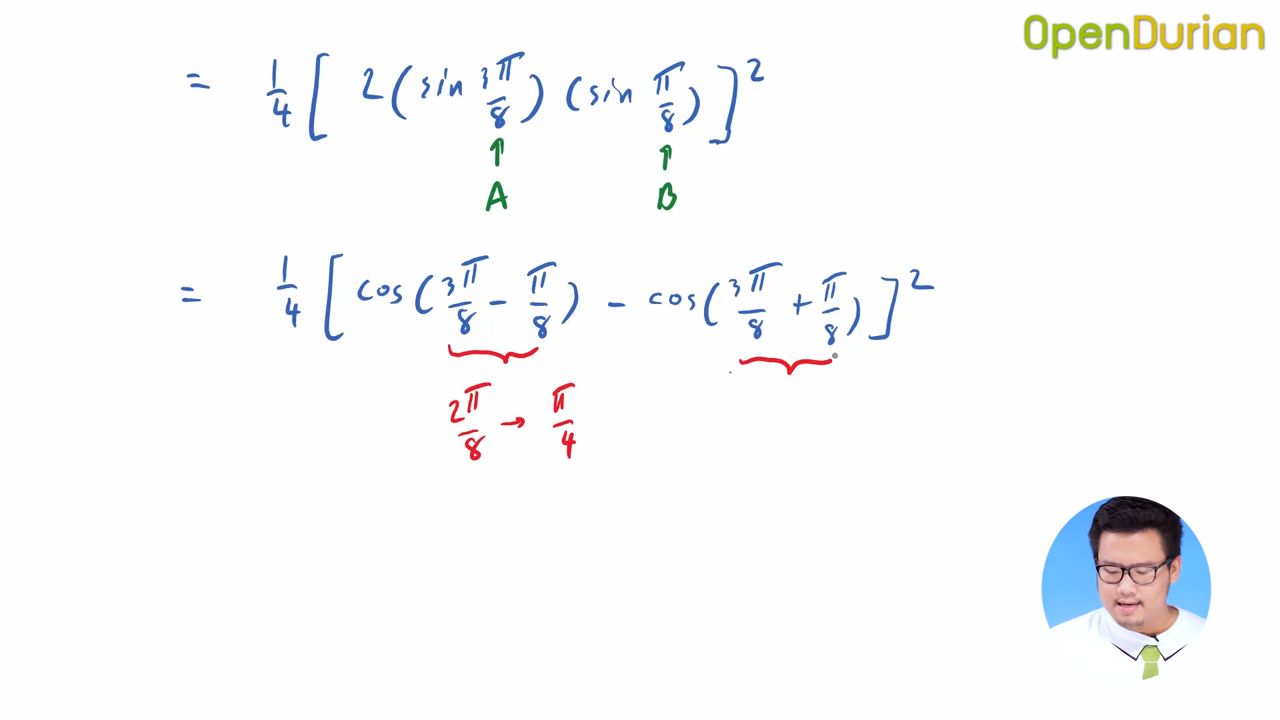 OpenDurian
= 1/4 [ 2 (sin 3π/8) (sin π/8) ]²
↑ ↑
A B
= 1/4 [ cos (3π/8 − π/8) − cos (3π/8 + π/8) ]²
2π/8 → π/4